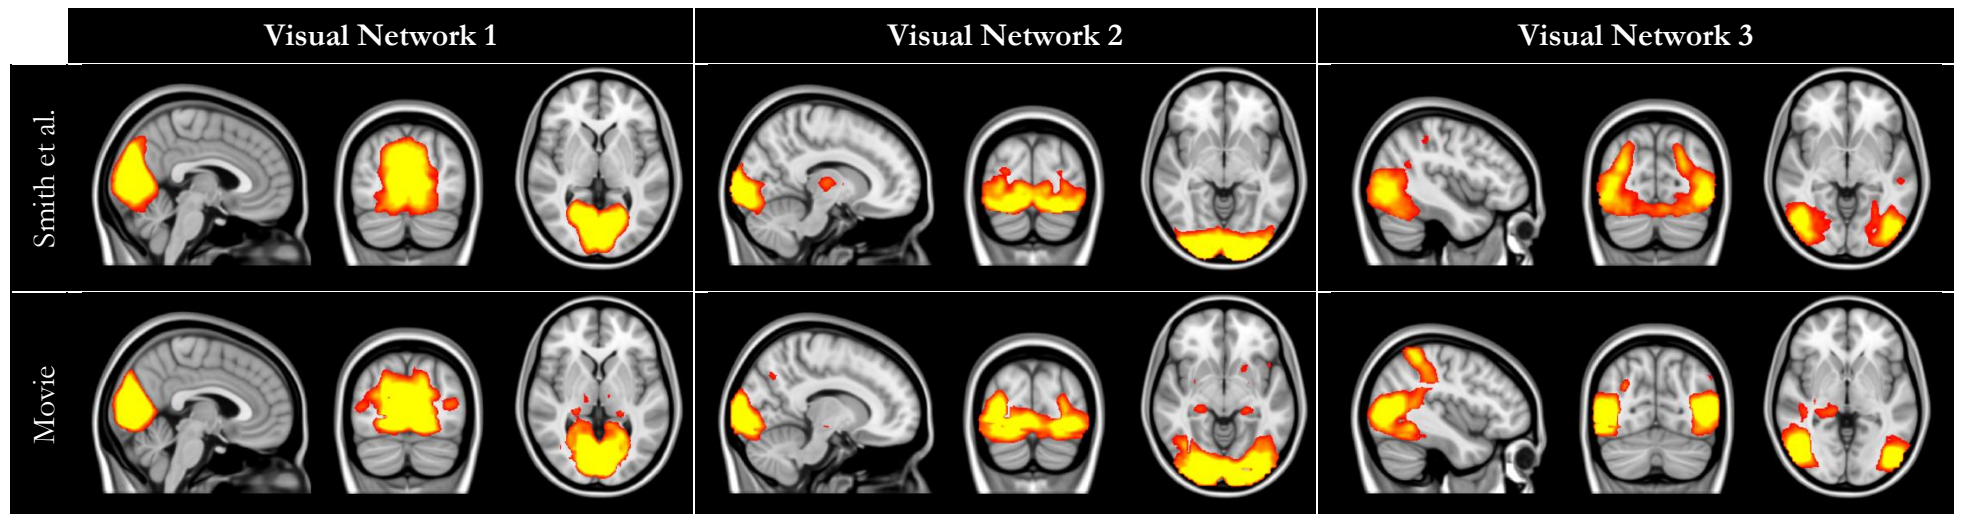 Visual Network 1
Visual Network 2
Visual Network 3
Smith et al.
Movie